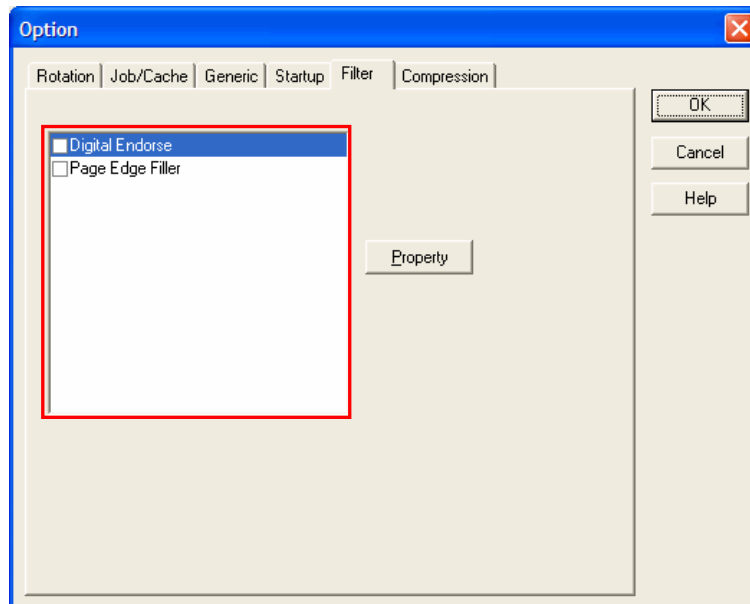 Option
Rotation Job/Cache Generic Startup Filter Compression
OK
Digital Endorse
Cancel
Page Edge Filler
Help
Property